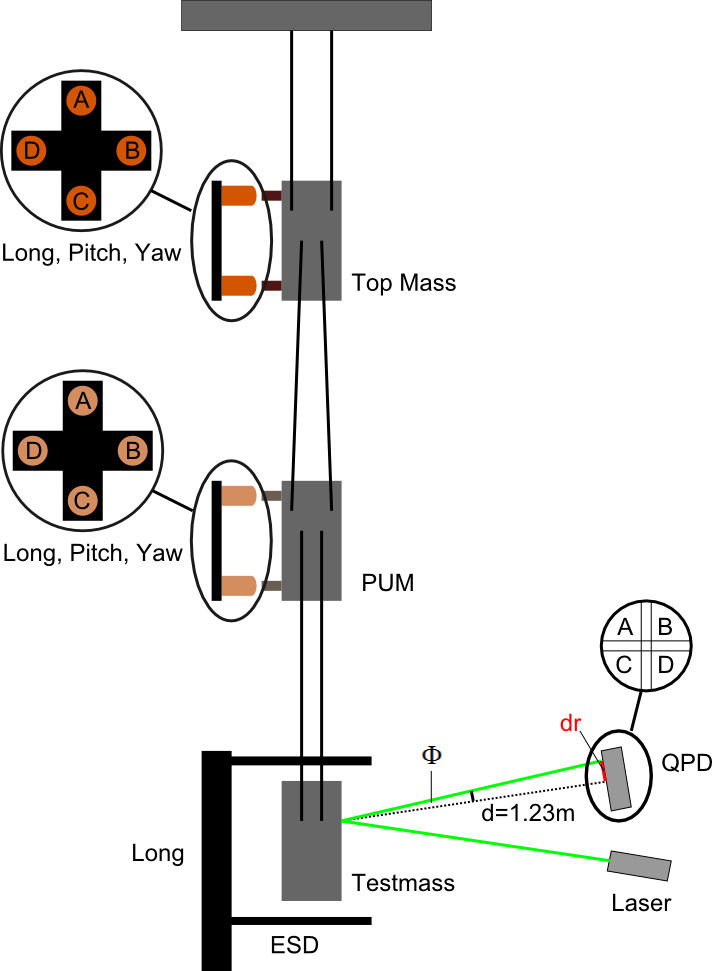 A
D B
C
Long, Pitch, Yaw
Top Mass
A
D B
C
Long, Pitch, Yaw
PUM
A B
C D
dr
Φ
QPD
d=1.23m
Long
Testmass
Laser
ESD